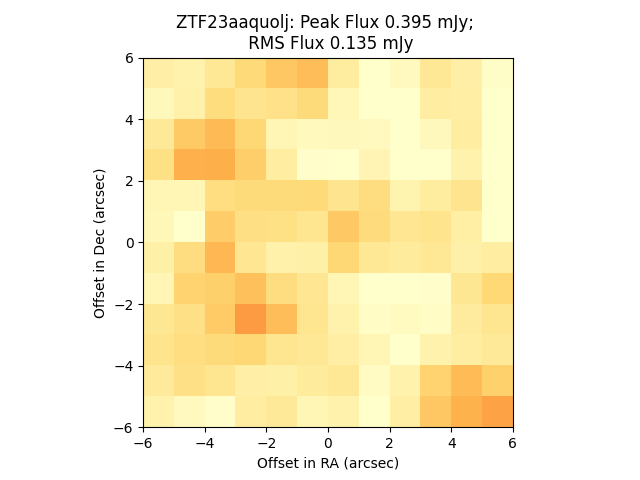 ZTF23aaquolj: Peak Flux 0.395 mJy;
RMS Flux 0.135 mJy
6
4
2
0
−2
−4
−6
Offset in Dec (arcsec)
−6 −4 −2 0 2 4 6
Offset in RA (arcsec)